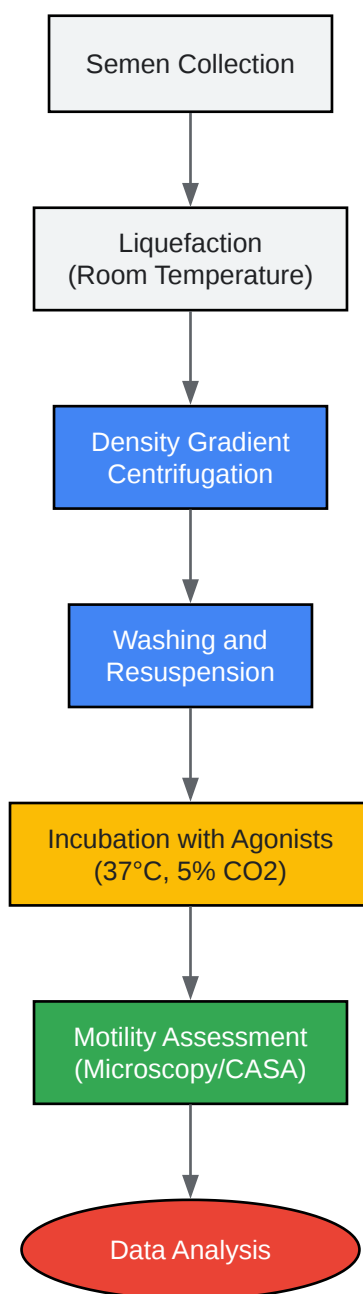 Semen Collection
Liquefaction
(Room Temperature)
Density Gradient
Centrifugation
Washing and
Resuspension
Incubation with Agonists
(37°C, 5% CO2)
Motility Assessment
(Microscopy/CASA)
Data Analysis